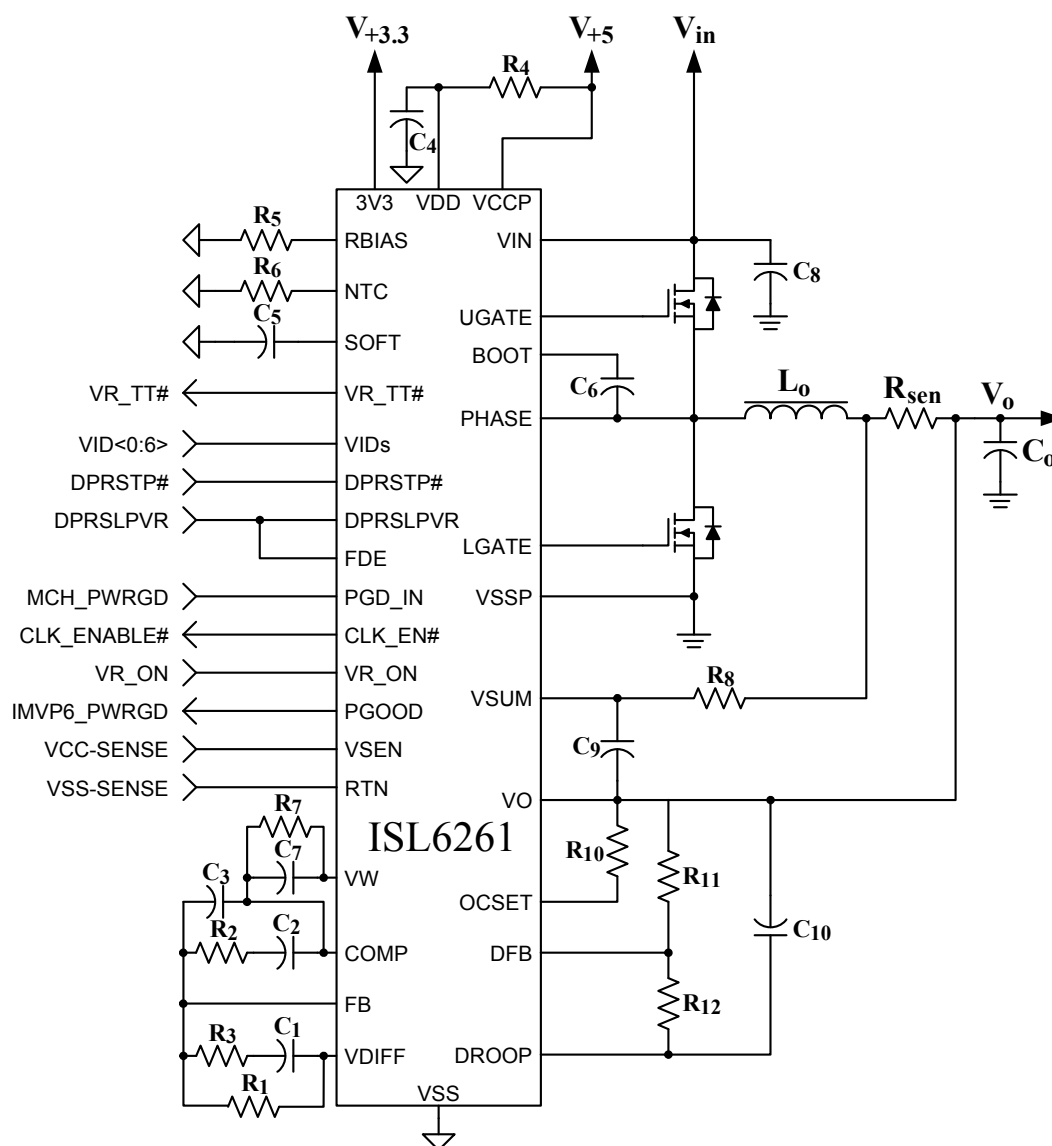 V+3.3
V+5
Vin
R4
C4
3V3 VDD VCCP
R5
RBIAS
VIN
R6
NTC
C8
C5
UGATE
SOFT
BOOT
VR_TT#
VR_TT#
C6
Lo
Rsen
Vo
PHASE
VID<0:6>
VIDs
Co
DPRSTP#
DPRSTP#
DPRSLPVR
DPRSLPVR
LGATE
FDE
MCH_PWRGD
PGD_IN
VSSP
CLK_ENABLE#
CLK_EN#
VR_ON
VR_ON
R8
VSUM
IMVP6_PWRGD
PGOOD
C9
VCC-SENSE
VSEN
VSS-SENSE
RTN
VO
R7
ISL6261
R10
C7
VW
R11
C3
OCSET
R2
C2
C10
COMP
DFB
FB
R12
R3
C1
VDIFF
DROOP
R1
VSS